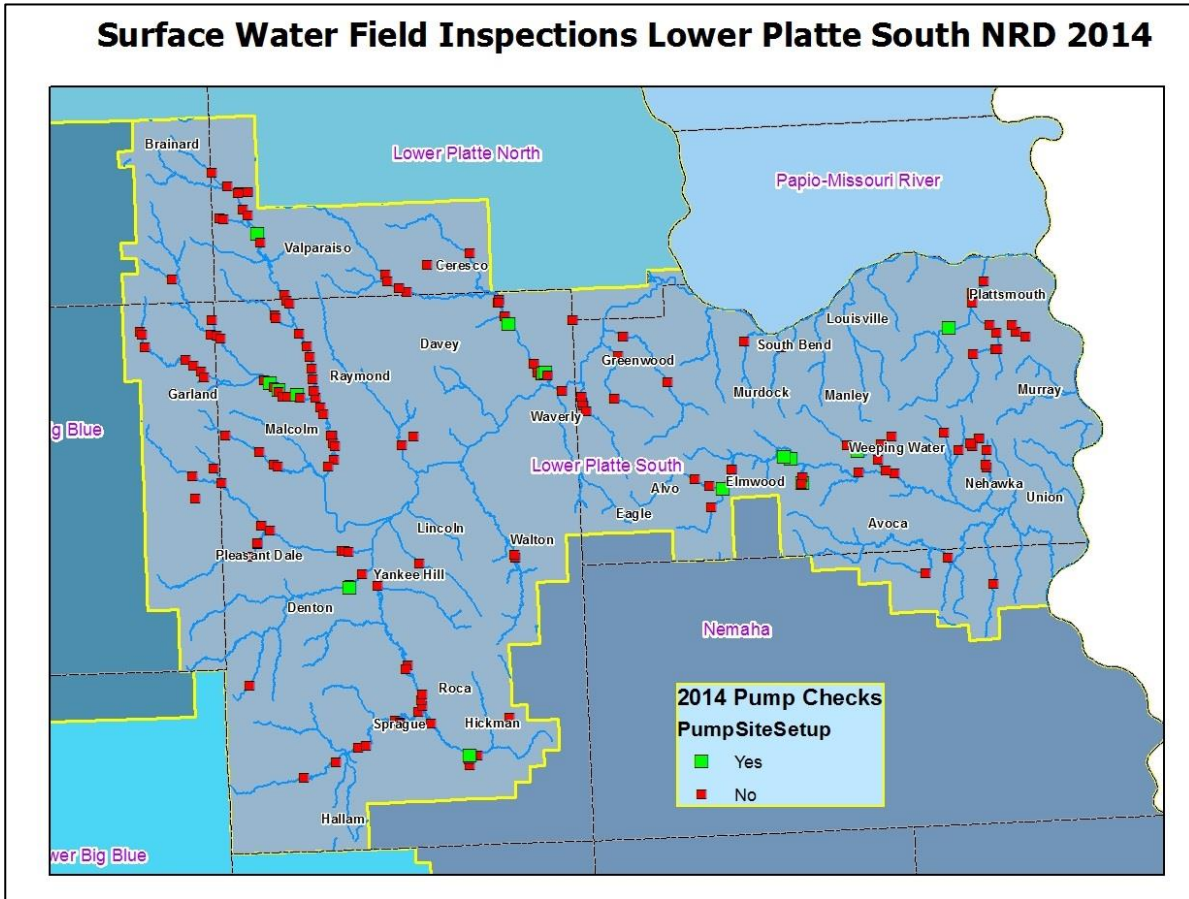 Surface Water Field Inspections Lower Platte South NRD 2014
Brainard
Lower Platte North
Papio-Missouri River
Valparaiso
Ceresco
Plattsmouth
Louisville
Davey
South Bend
Greenwood
Raymond
Garland
Murdock
Manley
Murray
Waverly
Malcolm
g Blue
Weeping Water
Lower Platte South
Elmwood
Nehawka
Alvo
Union
Eagle
Lincoln
Avoca
Walton
Pleasant Dale
Yankee Hill
Denton
Nemaha
Roca
2014 Pump Checks
Sprague
Hickman
PumpSiteSetup
Yes
No
Hallam
wer Big Blue